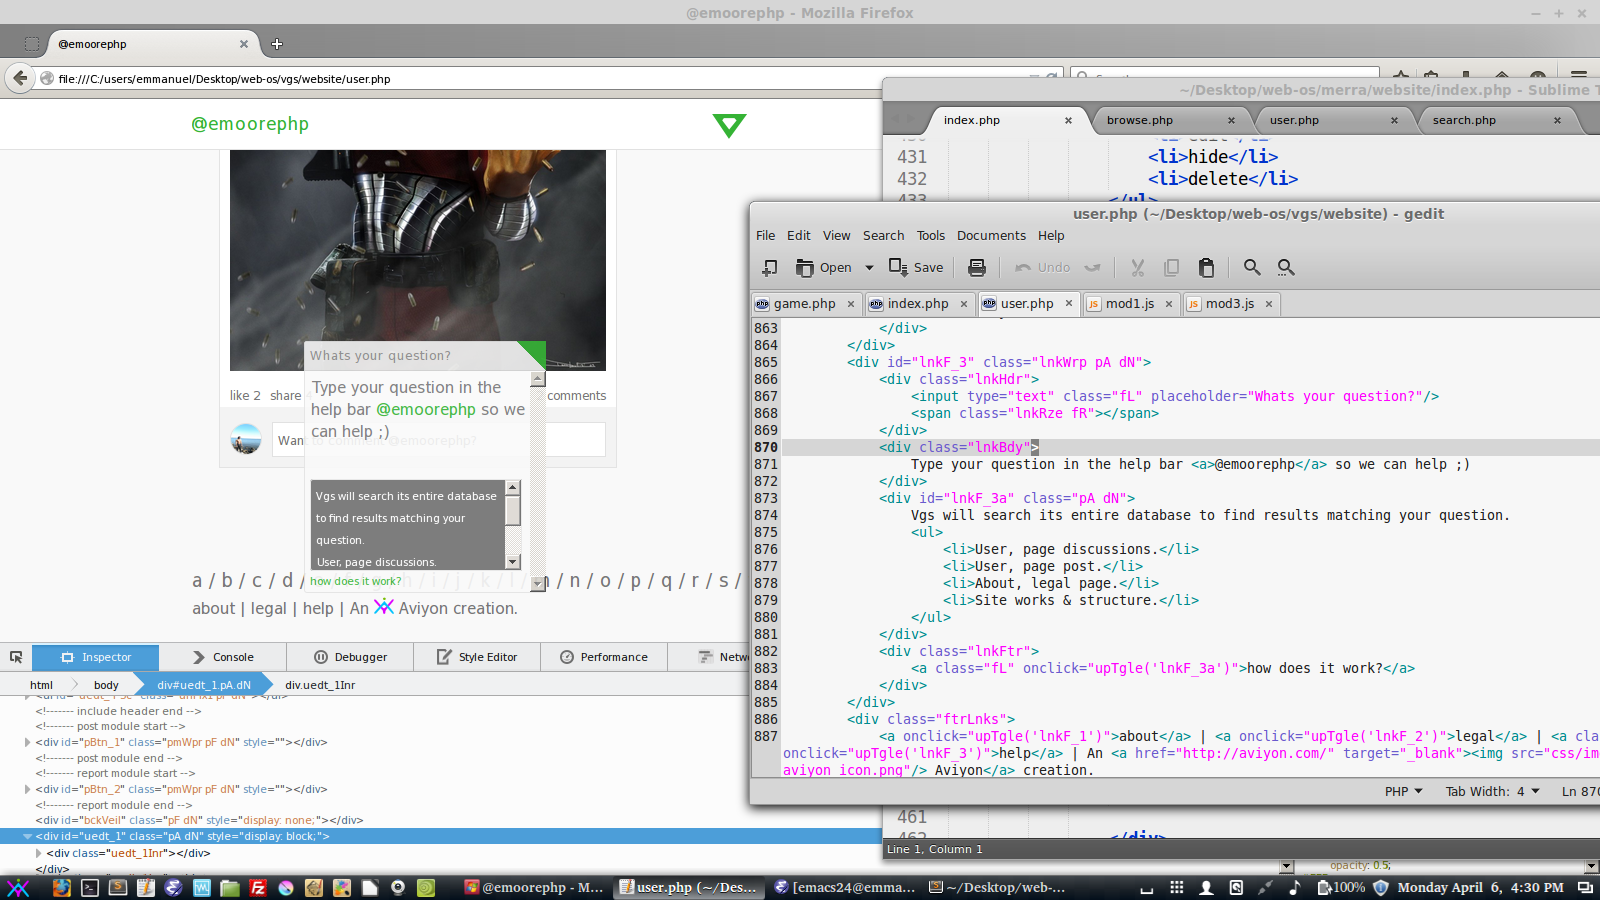 @emoorephp - Mozilla Firefox
@emoorephp
file:///C:/users/emmanuel/Desktop/web-os/vgs/website/user.php
@emoorephp
like 2 share
comments
Whats your question?
Type your question in the
help bar @emoorephp so we
can help ;)
Vgs will search its entire database
to find results matching your
question.
User, page discussions.
how does it work?
a / b / c / d / h / i / j / k / l / m / n / o / p / q / r / s /
about | legal | help | An Aviyon creation.
Inspector
Console
Debugger
Style Editor
Performance
Netw
html
body
div#uedt_1.pA.dN
div.uedt_1Inr
<!------- include header end -->
<!------- post module start -->
<div id="pBtn_1" class="pmWpr pF dN" style=""></div>
<!------- post module end -->
<!------- report module start -->
<div id="pBtn_2" class="pmWpr pF dN" style=""></div>
<!------- report module end -->
<div id="bckVeil" class="pF dN" style="display: none;"></div>
<div id="uedt_1" class="pA dN" style="display: block;">
<div class="uedt_1Inr"></div>
</div>
~/Desktop/web-os/merra/website/index.php - Sublime T
index.php
browse.php
user.php
search.php
431 <li>hide</li>
432 <li>delete</li>
433 </ul>
user.php (~/Desktop/web-os/vgs/website) - gedit
File Edit View Search Tools Documents Help
Open Save Undo
game.php
index.php
user.php
mod1.js
mod3.js
863 </div>
864 </div>
865 <div id="lnkF_3" class="lnkWrp pA dN">
866 <div class="lnkHdr">
867 <input type="text" class="fL" placeholder="Whats your question?"/>
868 <span class="lnkRze fR"></span>
869 </div>
870 <div class="lnkBdy">
871 Type your question in the help bar <a>@emoorephp</a> so we can help ;)
872 </div>
873 <div id="lnkF_3a" class="pA dN">
874 Vgs will search its entire database to find results matching your question.
875 <ul>
876 <li>User, page discussions.</li>
877 <li>User, page post.</li>
878 <li>About, legal page.</li>
879 <li>Site works & structure.</li>
880 </ul>
881 </div>
882 <div class="lnkFtr">
883 <a class="fL" onclick="upTgle('lnkF_3a')">how does it work?</a>
884 </div>
885 </div>
886 <div class="ftrLnks">
887 <a onclick="upTgle('lnkF_1')">about</a> | <a onclick="upTgle('lnkF_2')">legal</a> | <a cla
onclick="upTgle('lnkF_3')">help</a> | An <a href="http://aviyon.com/" target="_blank"><img src="css/im
aviyon icon.png"/> Aviyon</a> creation.
PHP Tab Width: 4 Ln 870
461
462 </div>
Line 1, Column 1
opacity: 0.5;
@emoorephp - M...
user.php (~/Des...
[emacs24@emma...
~/Desktop/web-...
100%
Monday April 6, 4:30 PM